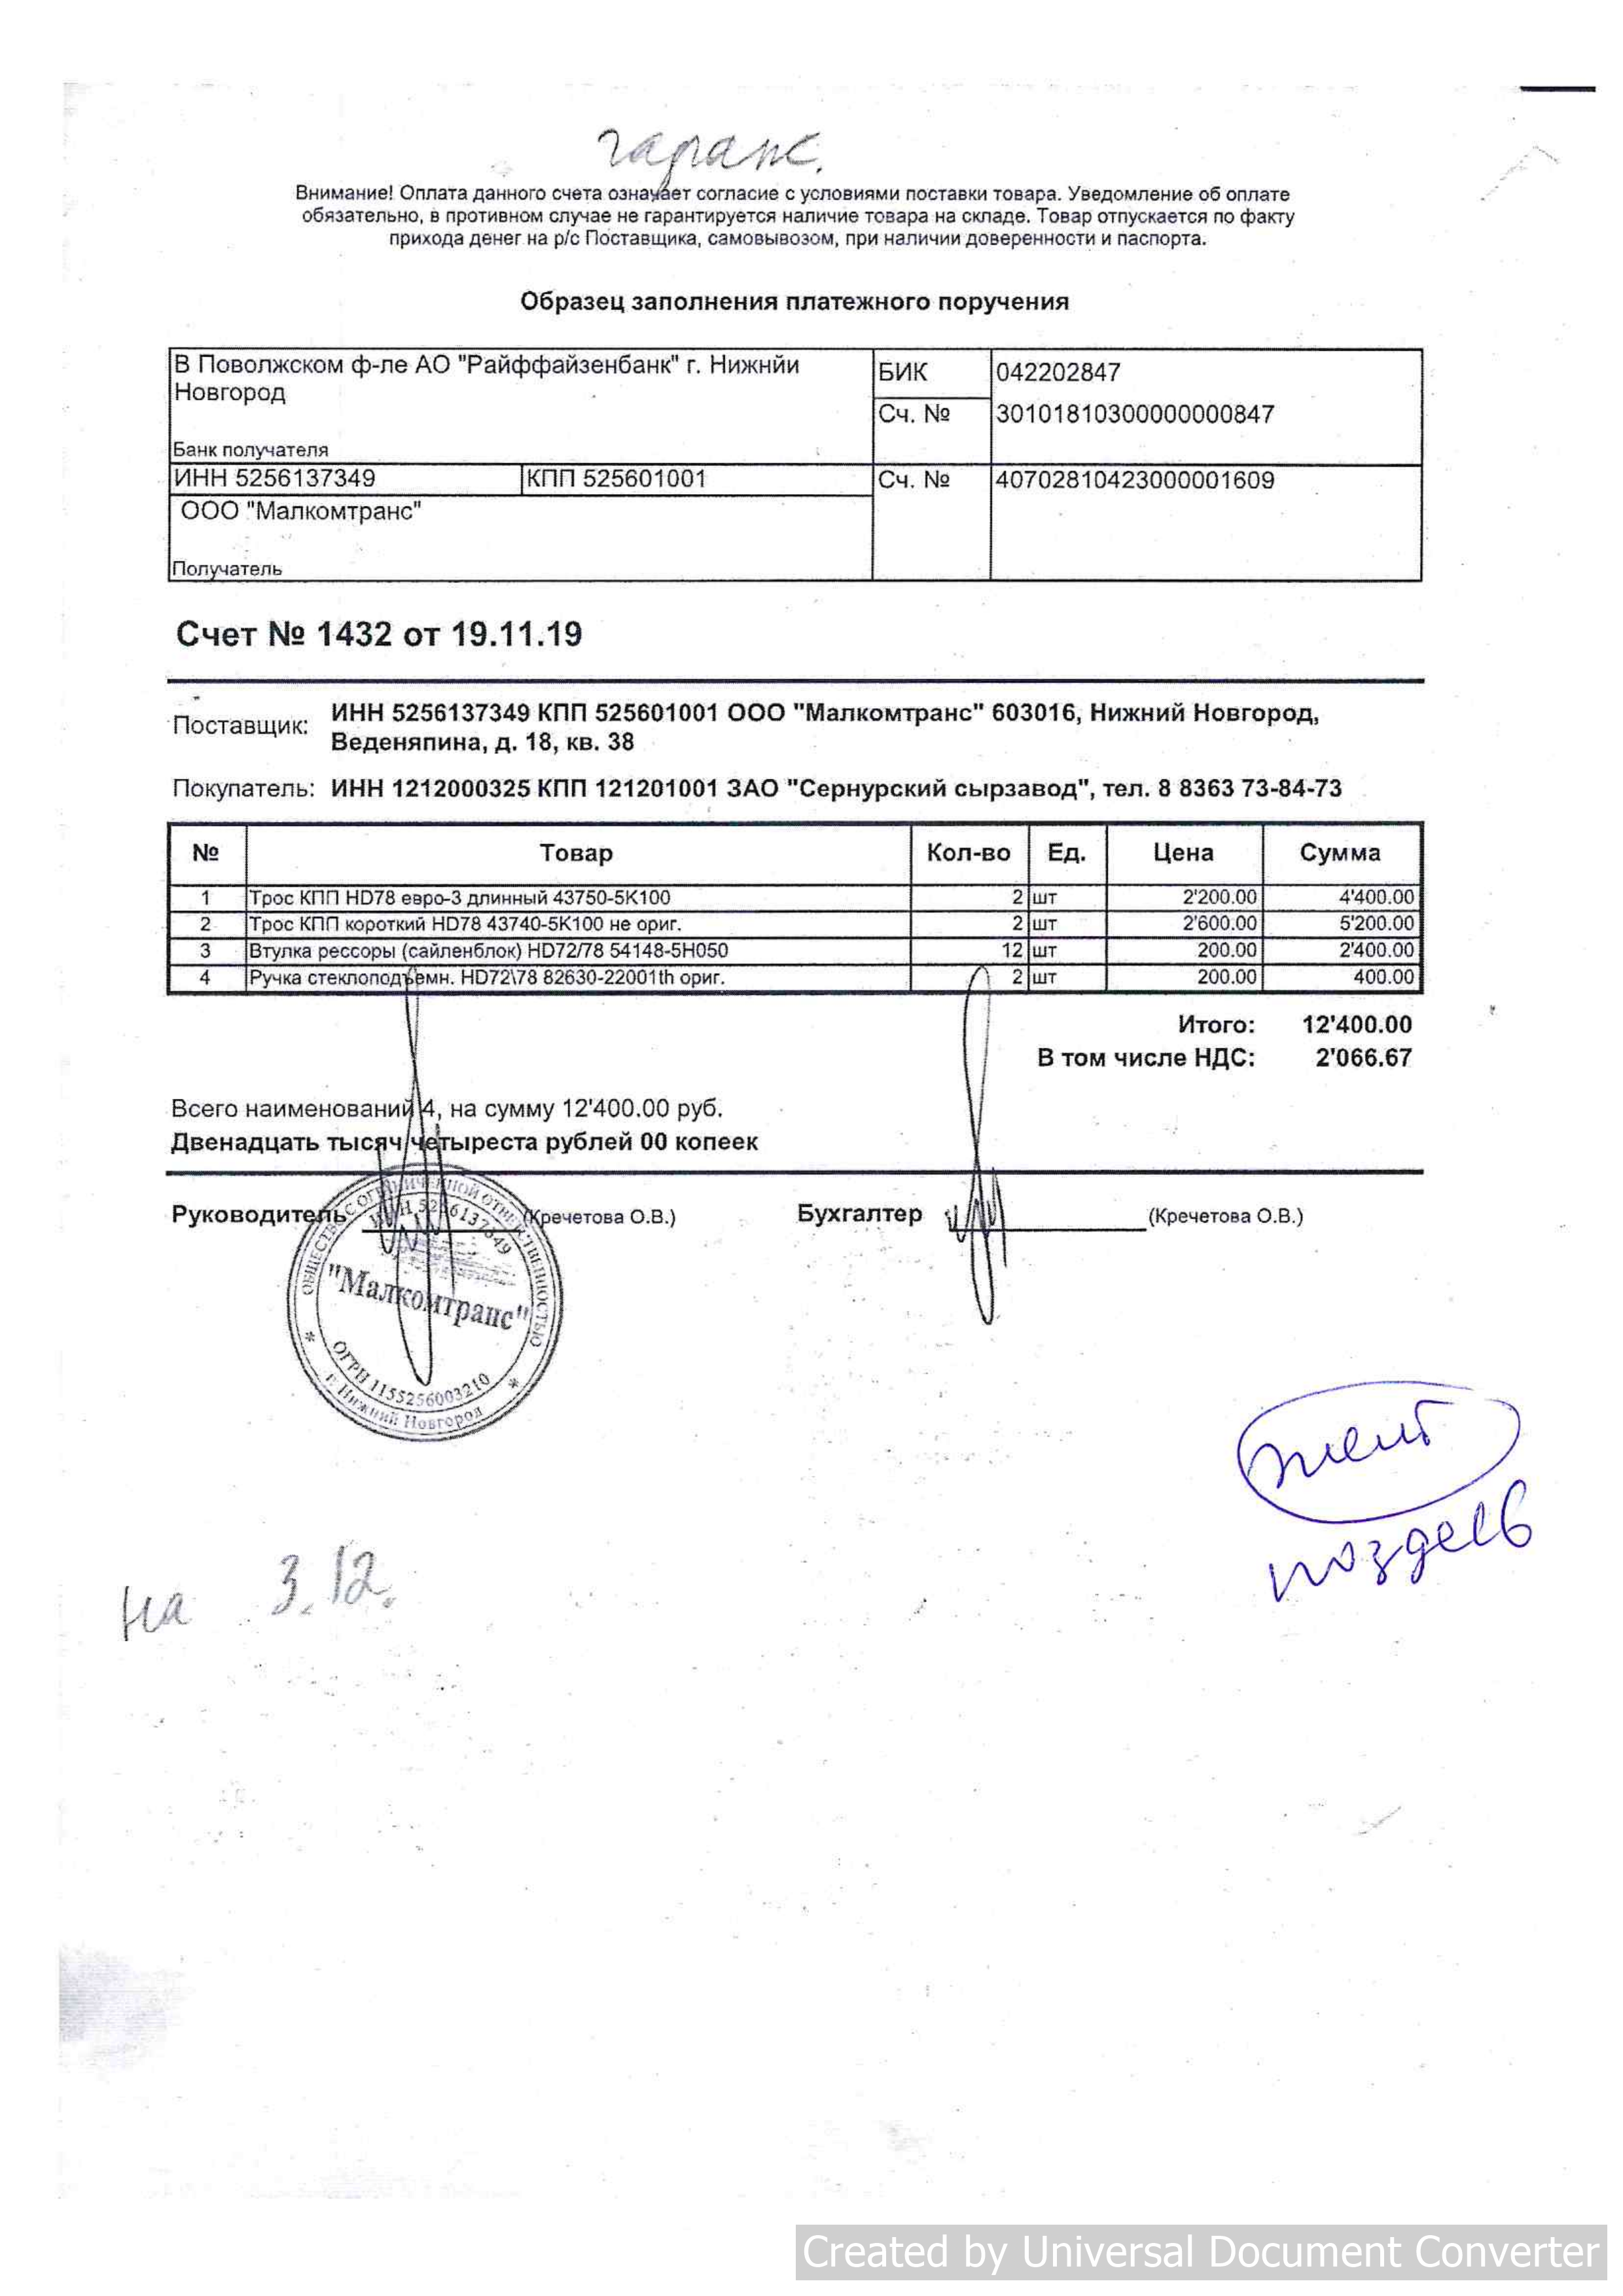 гараж.
Внимание! Оплата данного счета означает согласие с условиями поставки товара. Уведомление об оплате
обязательно, в противном случае не гарантируется наличие товара на складе. Товар отпускается по факту
прихода денег на р/с Поставщика, самовывозом, при наличии доверенности и паспорта.
Образец заполнения платежного поручения
В Поволжском ф-ле АО "Райффайзенбанк" г. Нижнйи
Новгород
БИК 042202847
Сч. № 30101810300000000847
Банк получателя
ИНН 5256137349 КПП 525601001 Сч. № 40702810423000001609
ООО "Малкомтранс"
Получатель
Счет № 1432 от 19.11.19
Поставщик: ИНН 5256137349 КПП 525601001 ООО "Малкомтранс" 603016, Нижний Новгород,
Веденяпина, д. 18, кв. 38
Покупатель: ИНН 1212000325 КПП 121201001 ЗАО "Сернурский сырзавод", тел. 8 8363 73-84-73
№ Товар Кол-во Ед. Цена Сумма
1 Трос КПП HD78 евро-3 длинный 43750-5K100 2 шт 2'200.00 4'400.00
2 Трос КПП короткий HD78 43740-5K100 не ориг. 2 шт 2'600.00 5'200.00
3 Втулка рессоры (сайленблок) HD72/78 54148-5H050 12 шт 200.00 2'400.00
4 Ручка стеклоподъемн. HD72\78 82630-22001th ориг. 2 шт 200.00 400.00
Итого: 12'400.00
В том числе НДС: 2'066.67
Всего наименований 4, на сумму 12'400.00 руб.
Двенадцать тысяч четыреста рублей 00 копеек
Руководитель (Кречетова О.В.) Бухгалтер (Кречетова О.В.)
ОБЩЕСТВО С ОГРАНИЧЕННОЙ ОТВЕТСТВЕННОСТЬЮ
ИНН 5256137349
"Малкомтранс"
ОГРН 1155256003210
г. Нижний Новгород
поздеев
на 3.12.
Created by Universal Document Converter